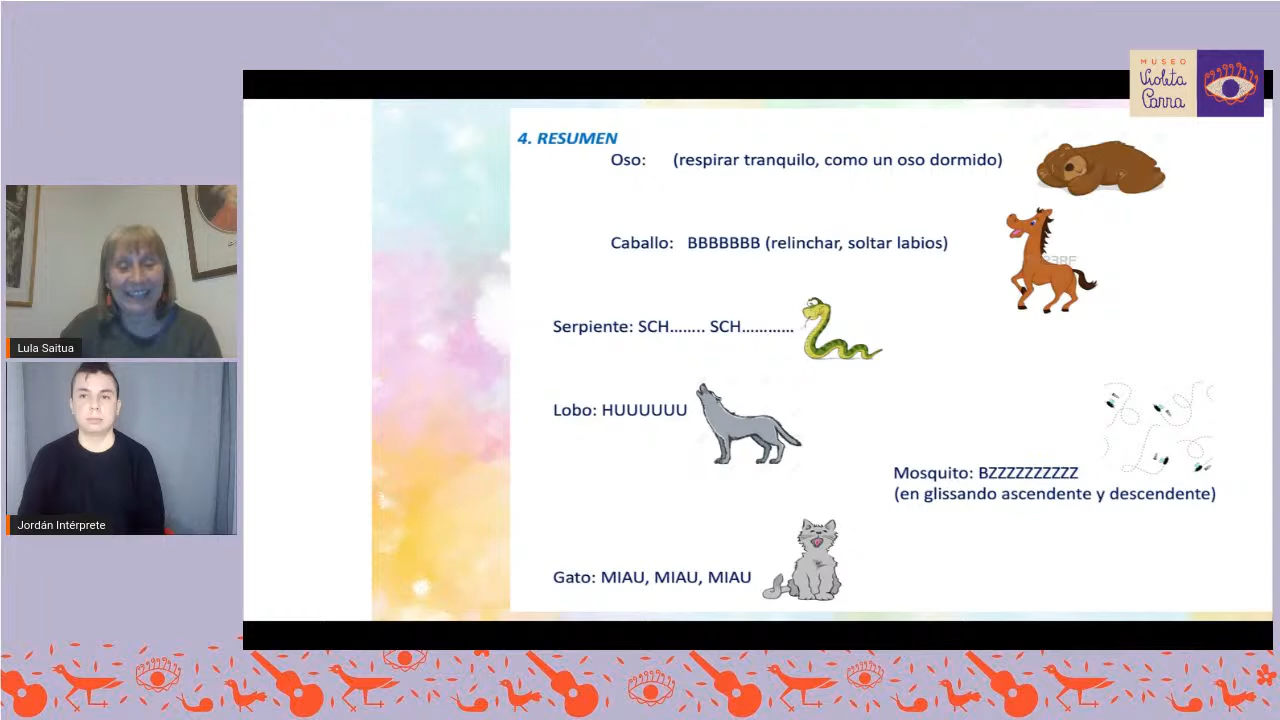 MUSEO
Violeta
Parra
4. RESUMEN
Oso: (respirar tranquilo, como un oso dormido)
Caballo: BBBBBBB (relinchar, soltar labios)
Serpiente: SCH…….. SCH…………
Lobo: HUUUUUU
Mosquito: BZZZZZZZZZZ
(en glissando ascendente y descendente)
Gato: MIAU, MIAU, MIAU
Lula Saitua
Jordán Intérprete